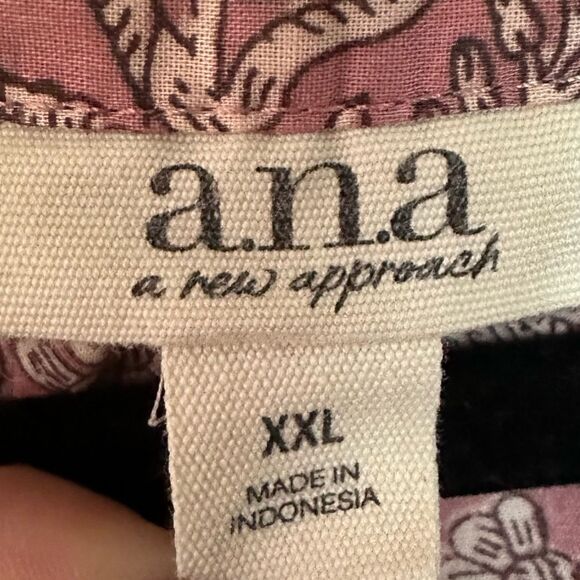 a.n.a
a new approach
XXL
MADE IN
INDONESIA